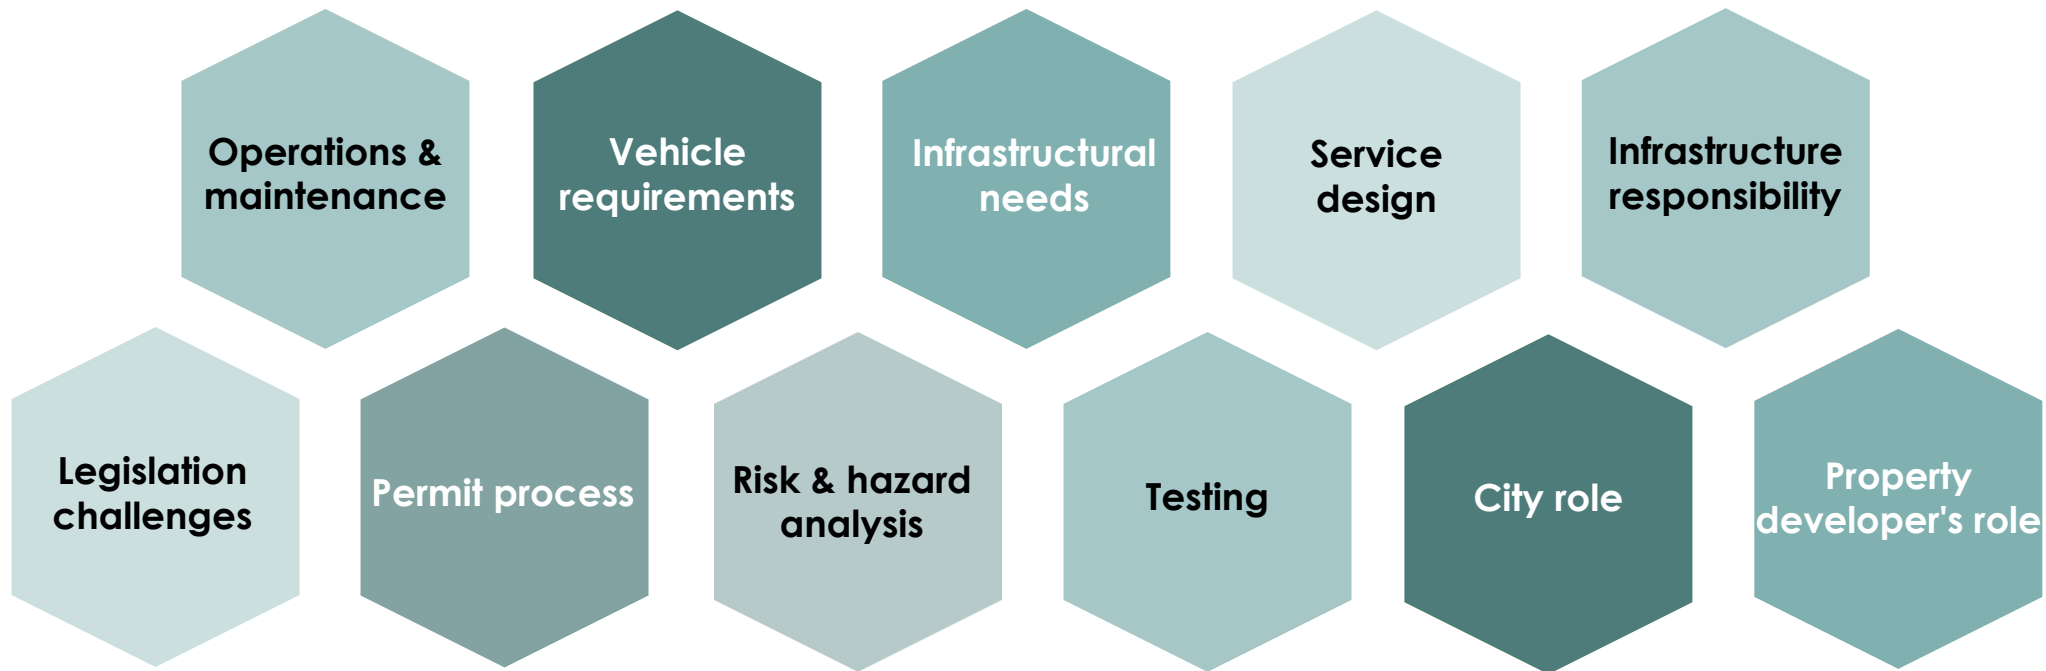 Operations &
maintenance
Vehicle
requirements
Infrastructural
needs
Service
design
Infrastructure
responsibility
Legislation
challenges
Permit process
Risk & hazard
analysis
Testing
City role
Property
developer's role